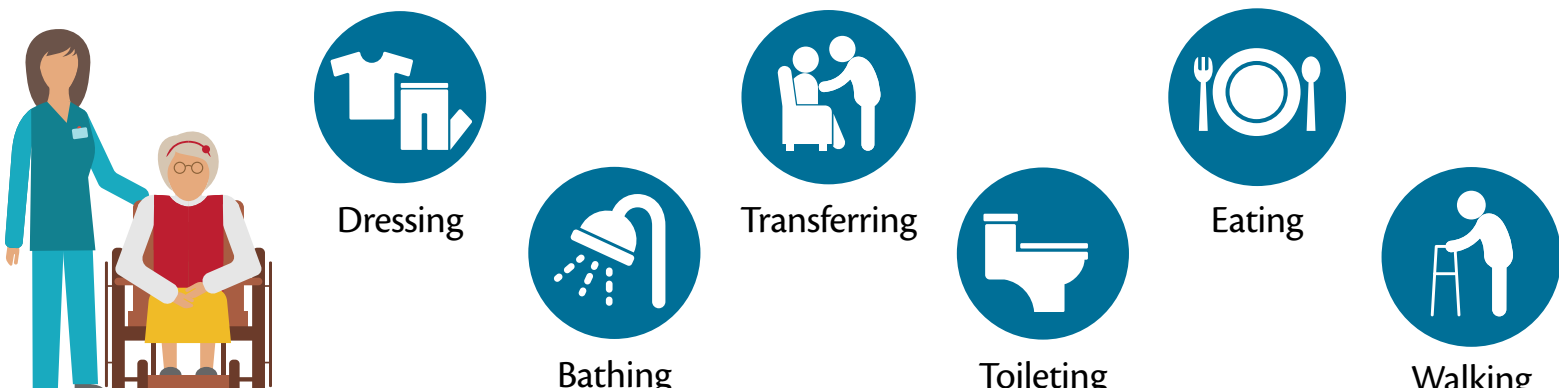 Dressing
Bathing
Transferring
Toileting
Eating
Walking